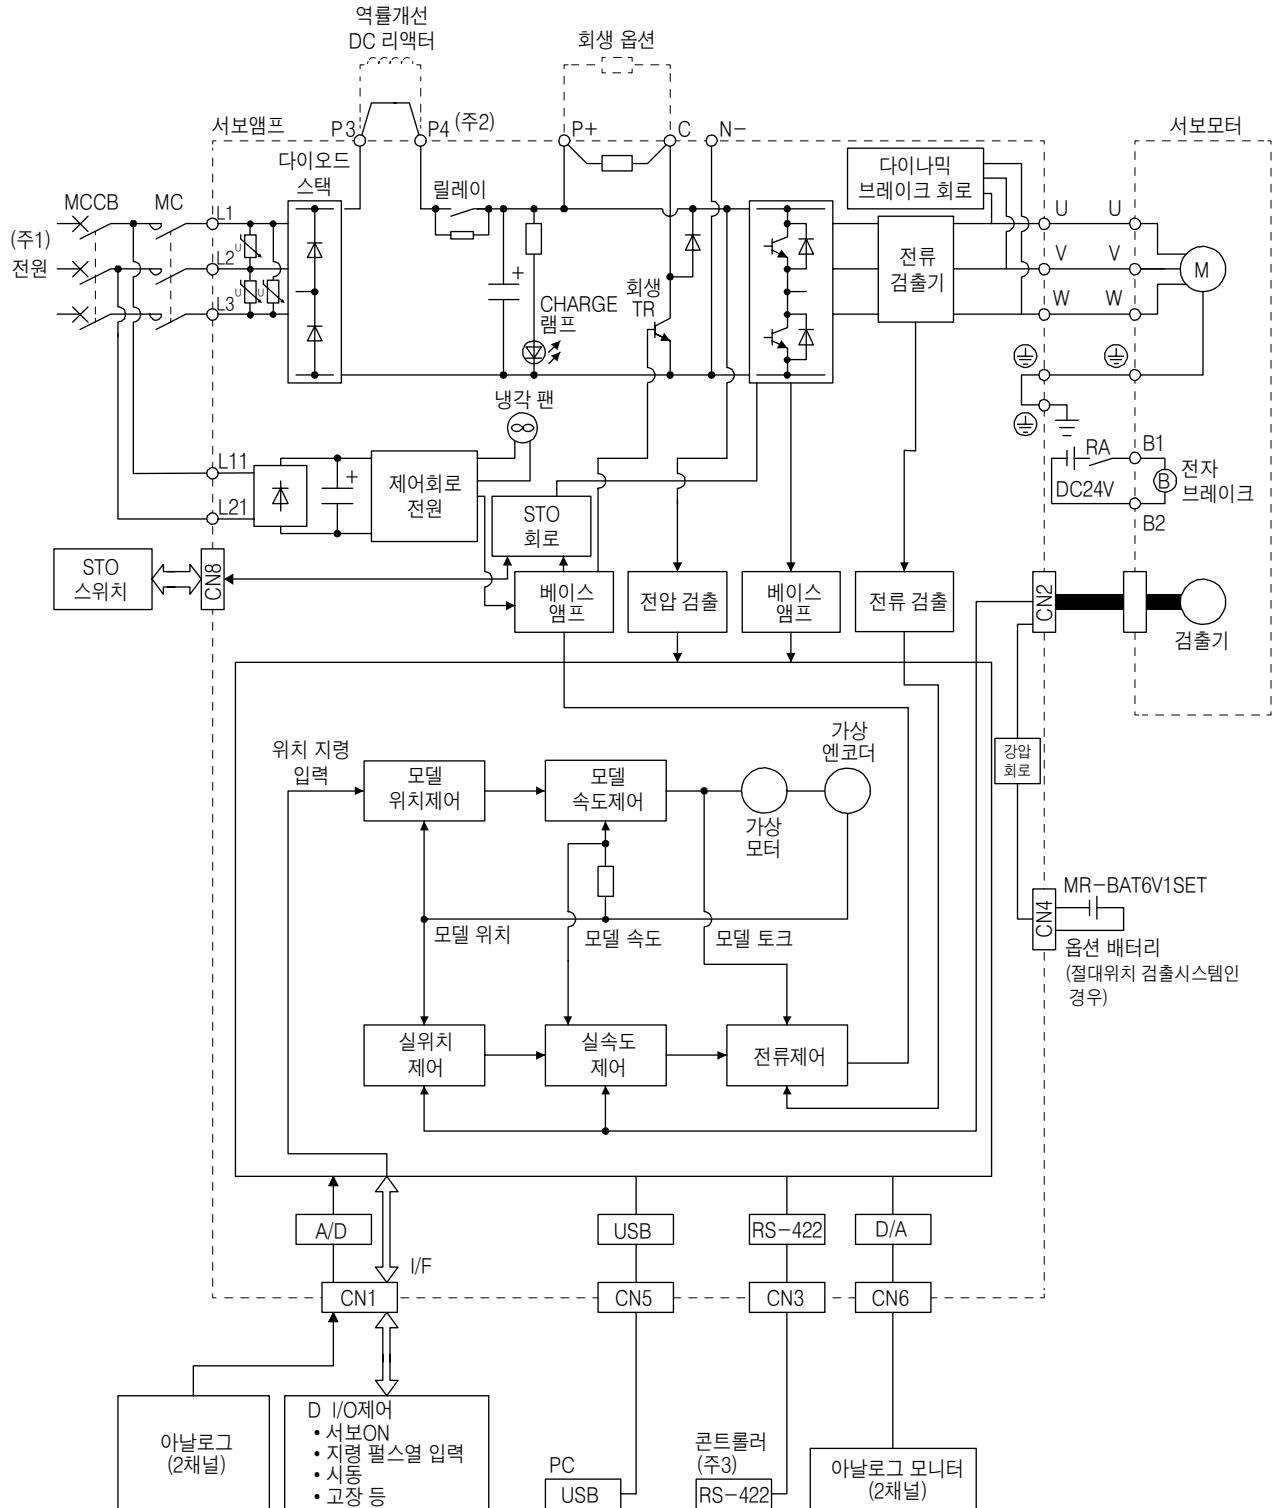 역률개선
DC 리액터
회생 옵션
서보앰프
P3
P4
(주2)
P+
C
N-
서보모터
다이오드
스택
릴레이
다이나믹
브레이크 회로
MCCB
MC
L1
U
U
(주1)
전원
U
L2
전류
검출기
V
V
M
U
U
L3
+
CHARGE
램프
회생
TR
W
W
냉각 팬
L11
+
제어회로
전원
RA
B1
DC24V
B
전자
브레이크
L21
B2
STO
회로
STO
스위치
CN8
베이스
앰프
전압 검출
베이스
앰프
전류 검출
CN2
검출기
위치 지령
입력
모델
위치제어
모델
속도제어
가상
엔코더
가상
모터
강압
회로
모델 위치
모델 속도
모델 토크
CN4
MR-BAT6V1SET
옵션 배터리
(절대위치 검출시스템인
경우)
실위치
제어
실속도
제어
전류제어
A/D
USB
RS-422
D/A
I/F
CN1
CN5
CN3
CN6
아날로그
(2채널)
D I/O제어
• 서보ON
• 지령 펄스열 입력
• 시동
• 고장 등
PC
USB
콘트롤러
(주3)
RS-422
아날로그 모니터
(2채널)